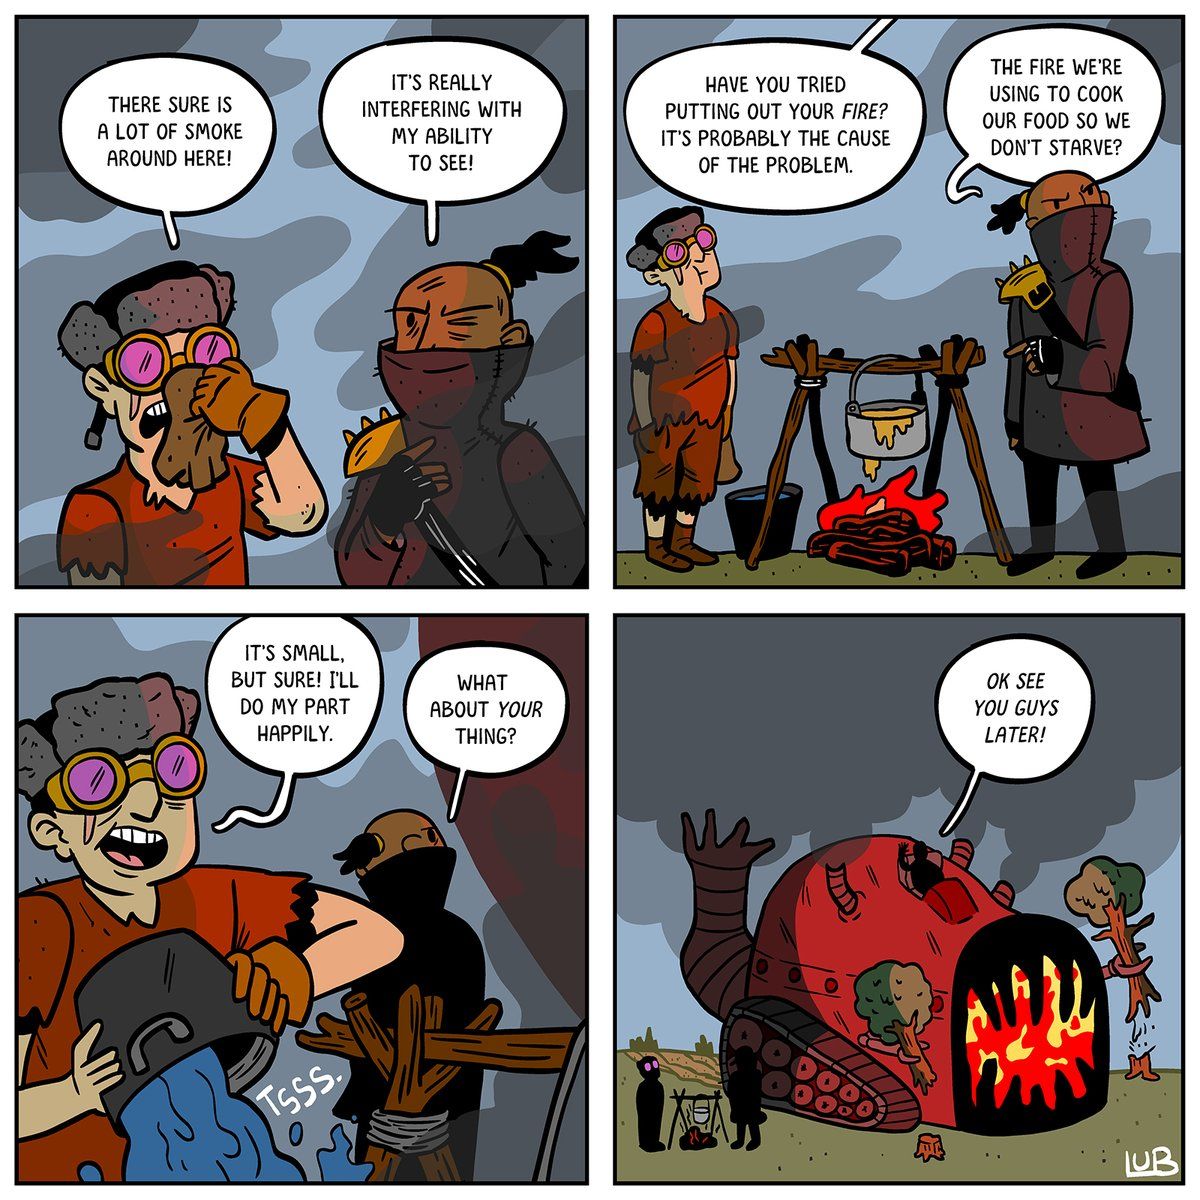 THERE SURE IS
A LOT OF SMOKE
AROUND HERE!
IT'S REALLY
INTERFERING WITH
MY ABILITY
TO SEE!
HAVE YOU TRIED
PUTTING OUT YOUR FIRE?
IT'S PROBABLY THE CAUSE
OF THE PROBLEM.
THE FIRE WE'RE
USING TO COOK
OUR FOOD SO WE
DON'T STARVE?
IT'S SMALL,
BUT SURE! I'LL
DO MY PART
HAPPILY.
WHAT
ABOUT YOUR
THING?
TSSS.
OK SEE
YOU GUYS
LATER!
LUB